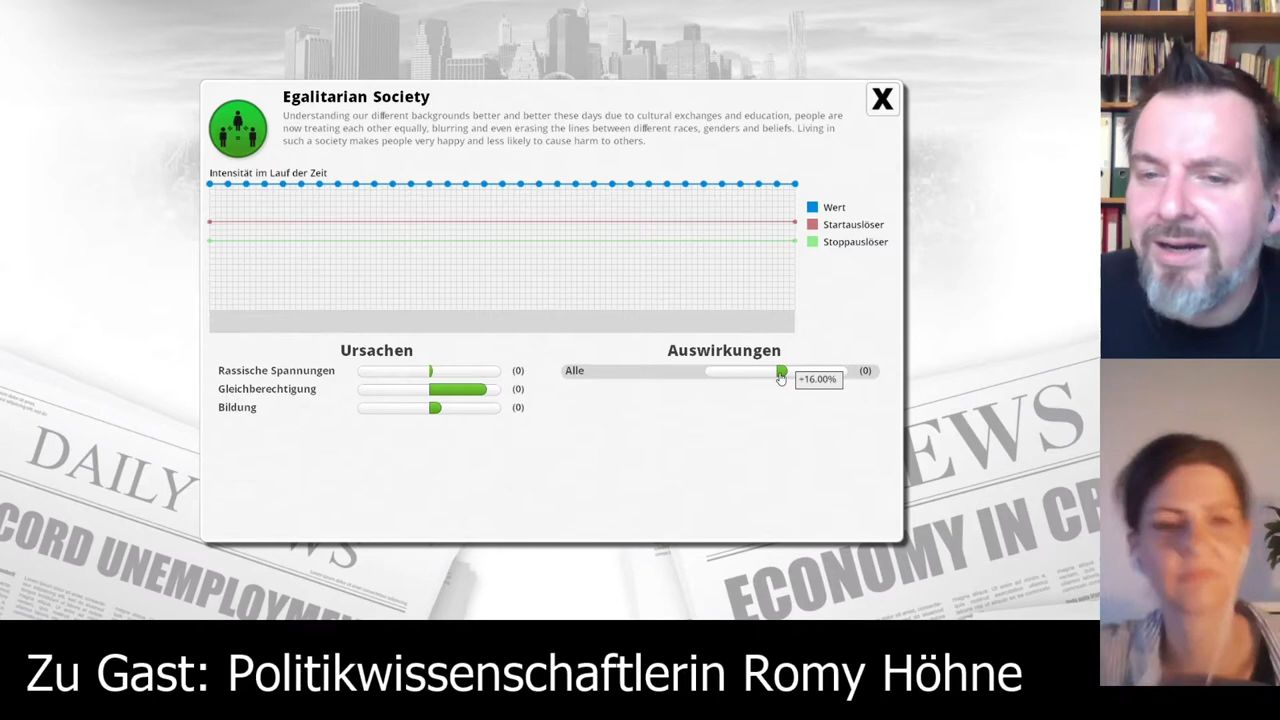 Egalitarian Society
X
Understanding our different backgrounds better and better these days due to cultural exchanges and education, people are
now treating each other equally, blurring and even erasing the lines between different races, genders and beliefs. Living in
such a society makes people very happy and less likely to cause harm to others.
Intensität im Lauf der Zeit
Wert
Startauslöser
Stoppauslöser
Ursachen
Rassische Spannungen (0)
Gleichberechtigung (0)
Bildung (0)
Auswirkungen
Alle (0)
+16.00%
DAILY
NEWS
CORD UNEMPLOYME
WS
ECONOMY IN CR
Zu Gast: Politikwissenschaftlerin Romy Höhne